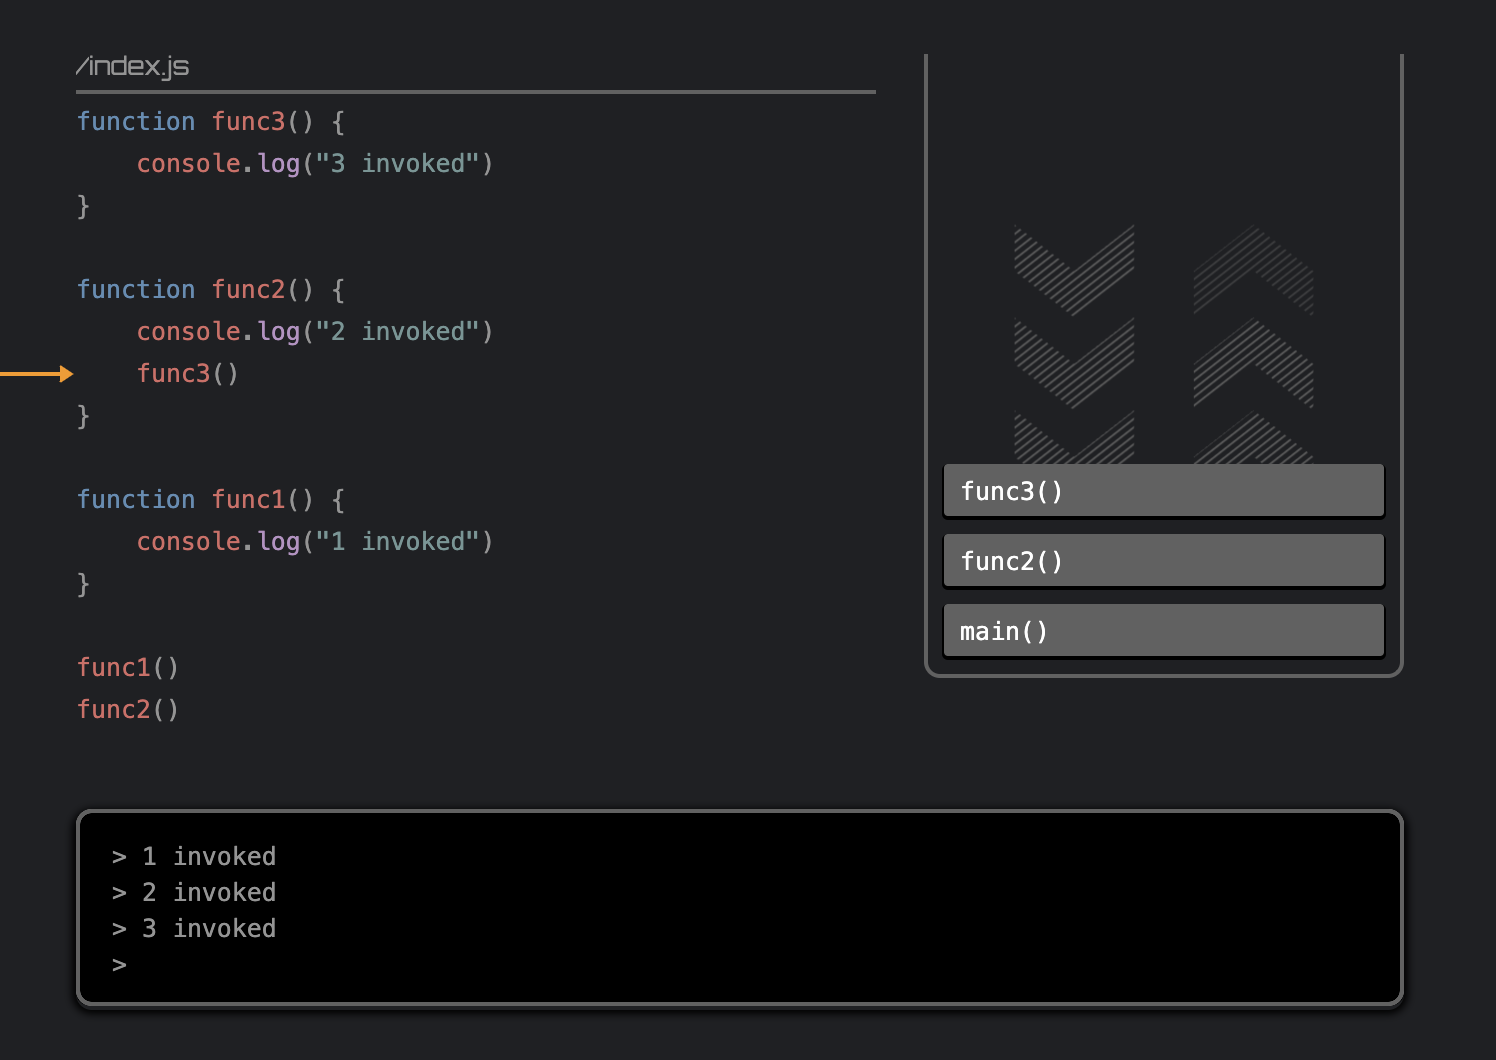 /index.js
function func3() {
    console.log("3 invoked")
}
function func2() {
    console.log("2 invoked")
    func3()
}
function func1() {
    console.log("1 invoked")
}
func1()
func2()
func3()
func2()
main()
> 1 invoked
> 2 invoked
> 3 invoked
>